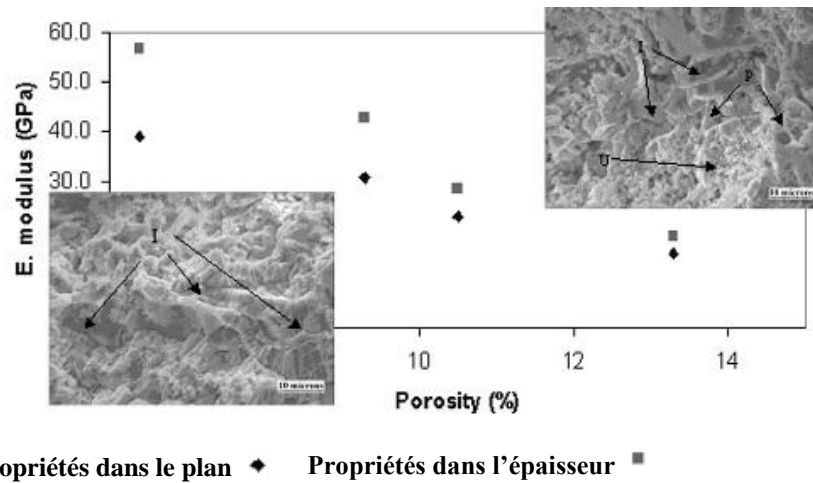 60.0
50.0
40.0
30.0
E. modulus (GPa)
I
P
U
10 microns
I
10 microns
10
12
14
Porosity (%)
opriétés dans le plan
Propriétés dans l'épaisseur